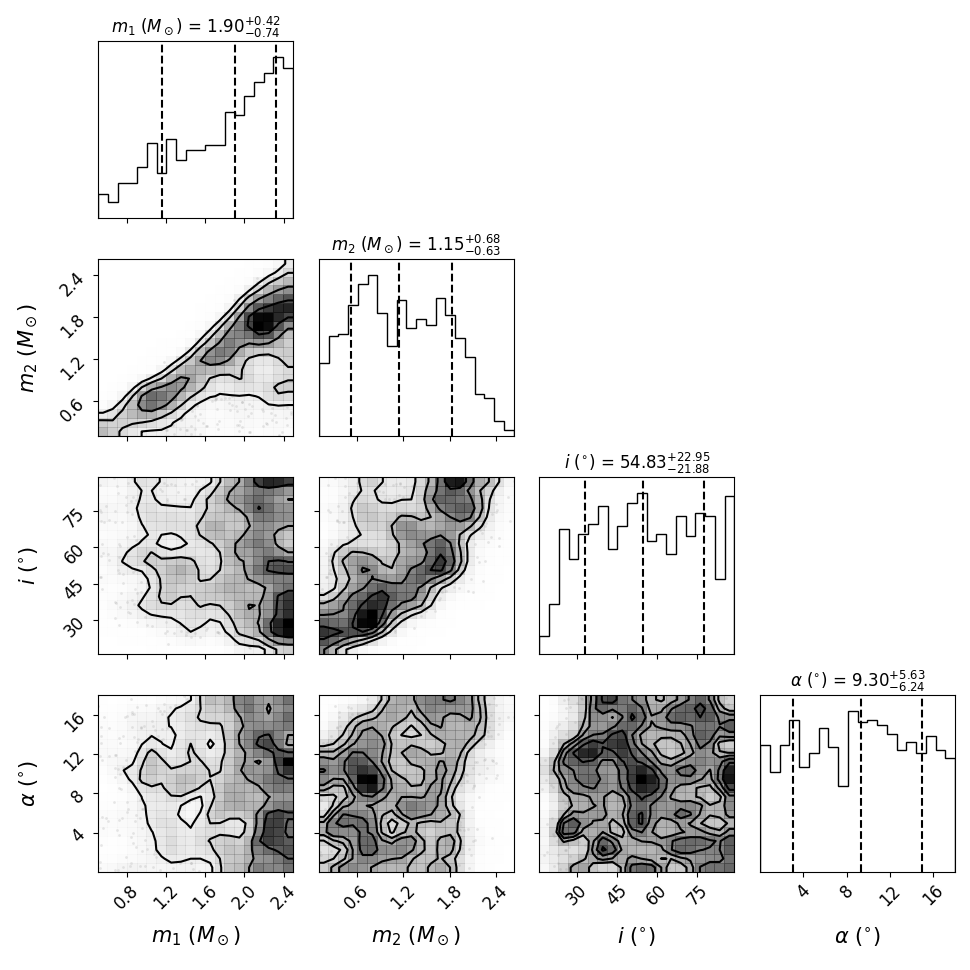 m₁ (M⊙) = 1.90+0.42−0.74
m₂ (M⊙) = 1.15+0.68−0.63
2.4
1.8
1.2
0.6
m₂ (M⊙)
i (°) = 54.83+22.95−21.88
75
60
45
30
i (°)
α (°) = 9.30+5.63−6.24
16
12
8
4
α (°)
0.8 1.2 1.6 2.0 2.4 0.6 1.2 1.8 2.4 30 45 60 75 4 8 12 16
m₁ (M⊙) m₂ (M⊙) i (°) α (°)